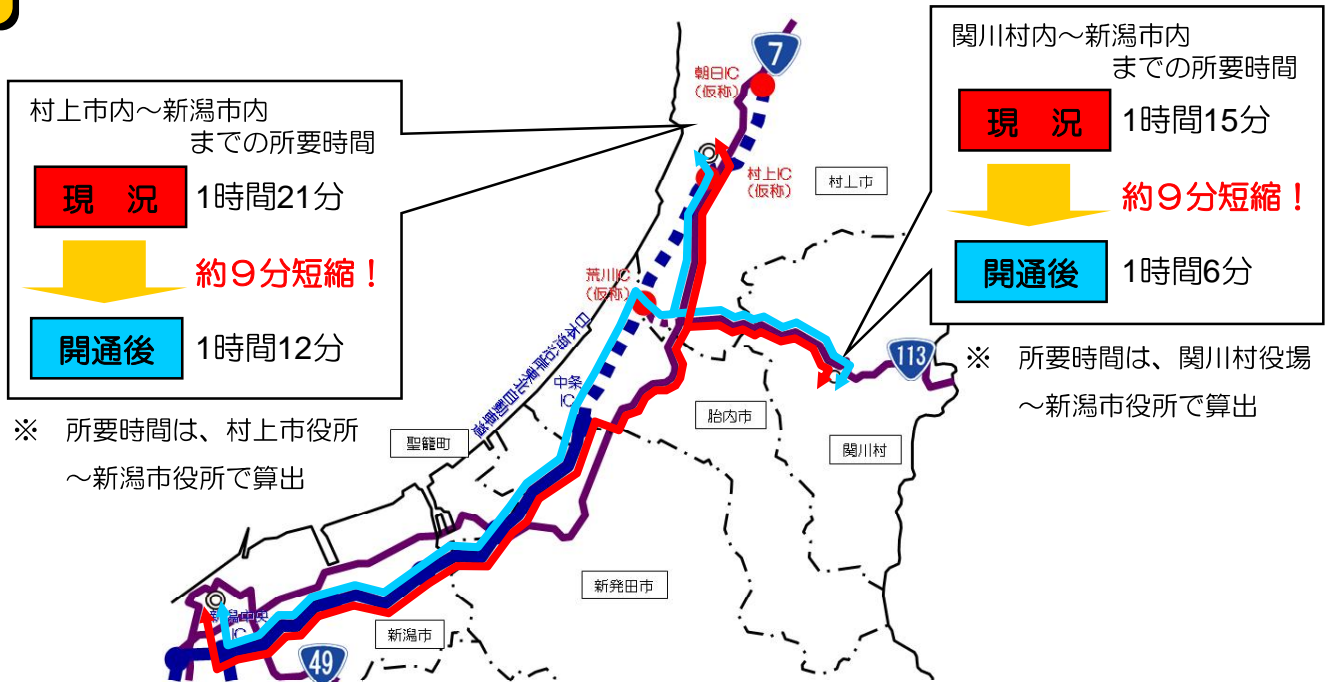 村上市内～新潟市内
までの所要時間
現　況
1時間21分
約９分短縮！
開通後
1時間12分
※　所要時間は、村上市役所
～新潟市役所で算出
関川村内～新潟市内
までの所要時間
現　況
1時間15分
約９分短縮！
開通後
1時間6分
※　所要時間は、関川村役場
～新潟市役所で算出
7
朝日IC
（仮称）
村上IC
（仮称）
村上市
荒川IC
（仮称）
日本海沿岸東北自動車道
中条
IC
113
胎内市
関川村
聖籠町
新発田市
新潟中央
IC
新潟市
49